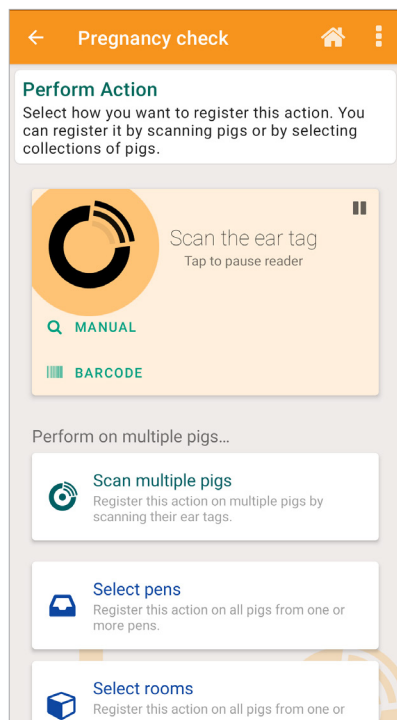 Pregnancy check
Perform Action
Select how you want to register this action. You
can register it by scanning pigs or by selecting
collections of pigs.
Scan the ear tag
Tap to pause reader
MANUAL
BARCODE
Perform on multiple pigs...
Scan multiple pigs
Register this action on multiple pigs by
scanning their ear tags.
Select pens
Register this action on all pigs from one or
more pens.
Select rooms
Register this action on all pigs from one or